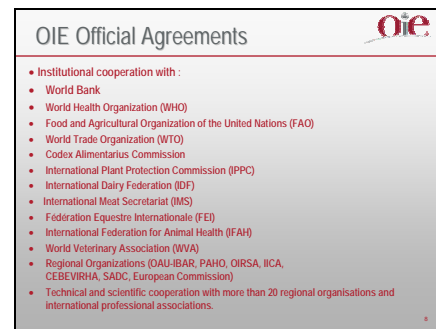 OIE Official Agreements
oie
• Institutional cooperation with :
• World Bank
• World Health Organization (WHO)
• Food and Agricultural Organization of the United Nations (FAO)
• World Trade Organization (WTO)
• Codex Alimentarius Commission
• International Plant Protection Commission (IPPC)
• International Dairy Federation (IDF)
• International Meat Secretariat (IMS)
• Fédération Equestre Internationale (FEI)
• International Federation for Animal Health (IFAH)
• World Veterinary Association (WVA)
• Regional Organizations (OAU-IBAR, PAHO, OIRSA, IICA,
CEBEVIRHA, SADC, European Commission)
• Technical and scientific cooperation with more than 20 regional organisations and
international professional associations.